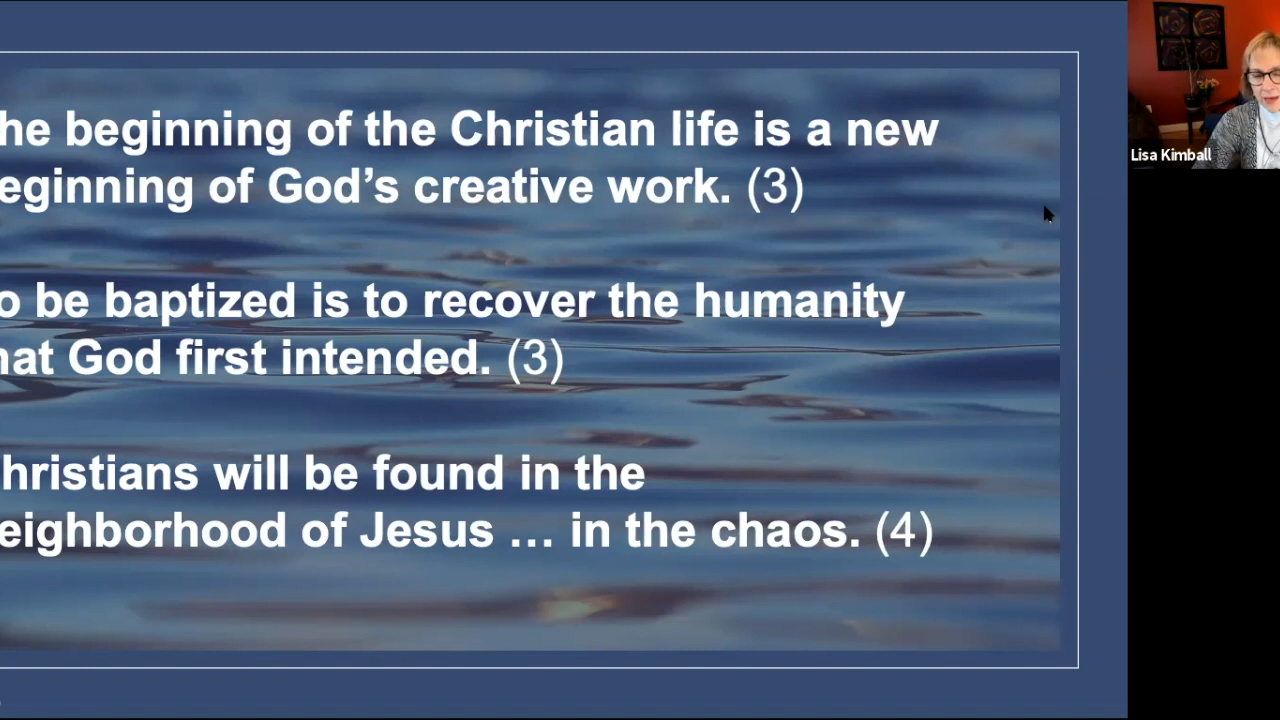 he beginning of the Christian life is a new
eginning of God’s creative work. (3)
o be baptized is to recover the humanity
hat God first intended. (3)
hristians will be found in the
eighborhood of Jesus … in the chaos. (4)
Lisa Kimball